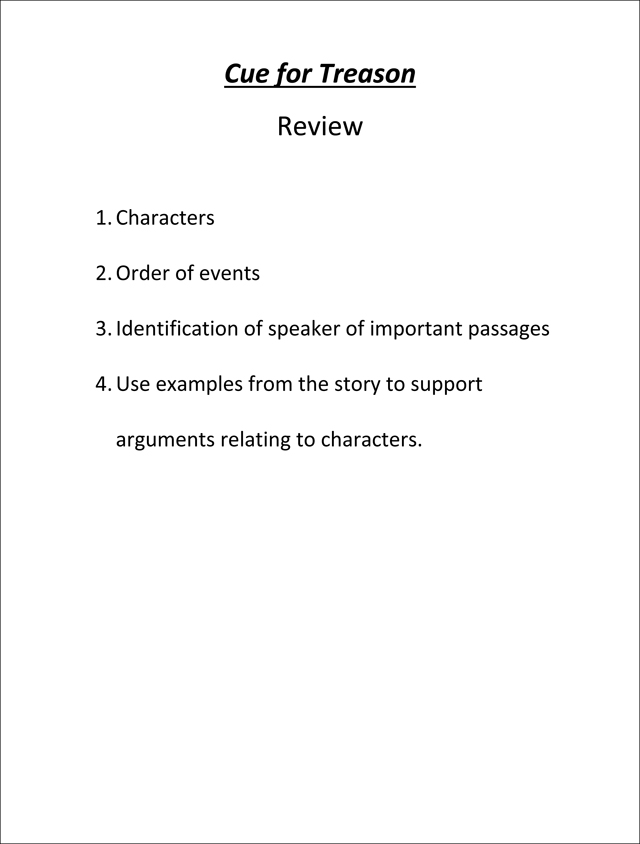 Cue for Treason
Review
1. Characters
2. Order of events
3. Identification of speaker of important passages
4. Use examples from the story to support
arguments relating to characters.